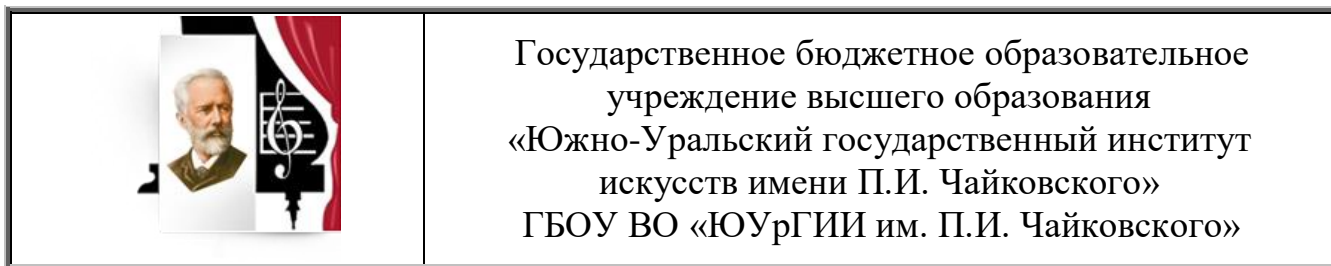 Государственное бюджетное образовательное
учреждение высшего образования
«Южно-Уральский государственный институт
искусств имени П.И. Чайковского»
ГБОУ ВО «ЮУрГИИ им. П.И. Чайковского»